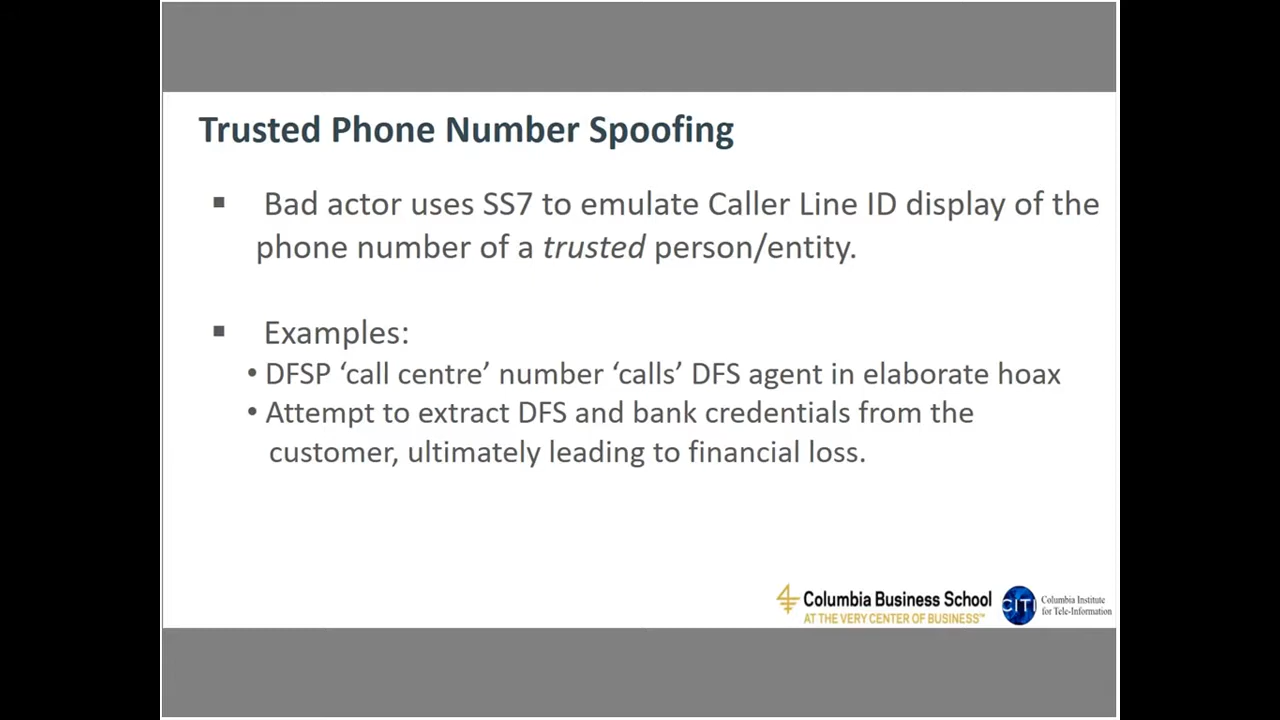 Trusted Phone Number Spoofing
▪ Bad actor uses SS7 to emulate Caller Line ID display of the
phone number of a trusted person/entity.
▪ Examples:
• DFSP ‘call centre’ number ‘calls’ DFS agent in elaborate hoax
• Attempt to extract DFS and bank credentials from the
customer, ultimately leading to financial loss.
Columbia Business School
AT THE VERY CENTER OF BUSINESS™
CITI
Columbia Institute
for Tele-Information